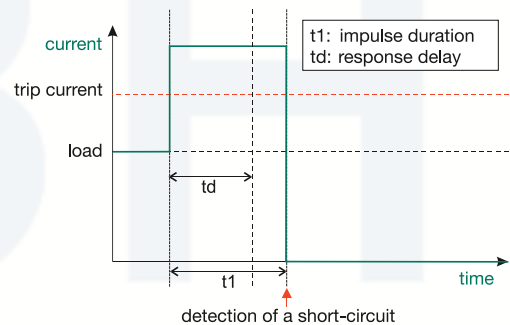 t1: impulse duration
td: response delay
current
trip current
load
td
t1
time
detection of a short-circuit